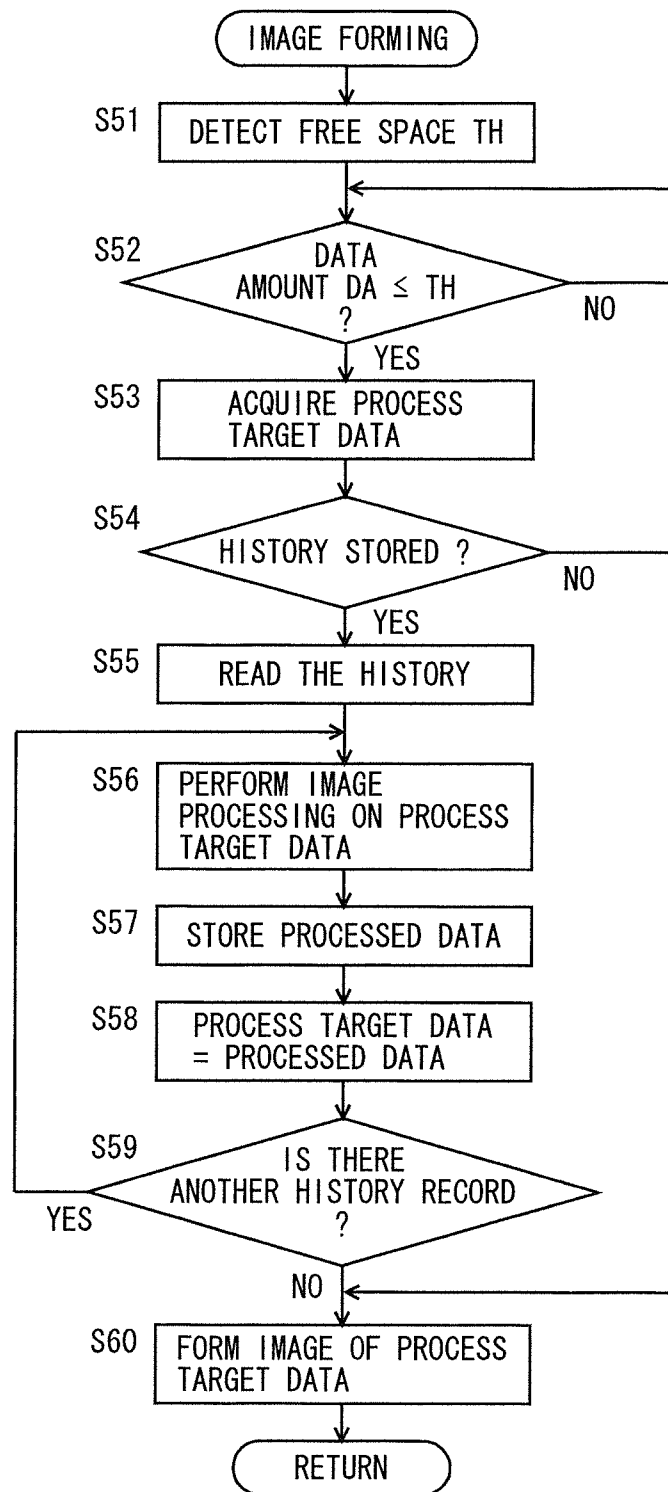 IMAGE FORMING
S51
DETECT FREE SPACE TH
S52
DATA
AMOUNT DA ≤ TH
?
NO
YES
S53
ACQUIRE PROCESS
TARGET DATA
S54
HISTORY STORED ?
NO
YES
S55
READ THE HISTORY
S56
PERFORM IMAGE
PROCESSING ON PROCESS
TARGET DATA
S57
STORE PROCESSED DATA
S58
PROCESS TARGET DATA
= PROCESSED DATA
S59
IS THERE
ANOTHER HISTORY RECORD
?
YES
NO
S60
FORM IMAGE OF PROCESS
TARGET DATA
RETURN